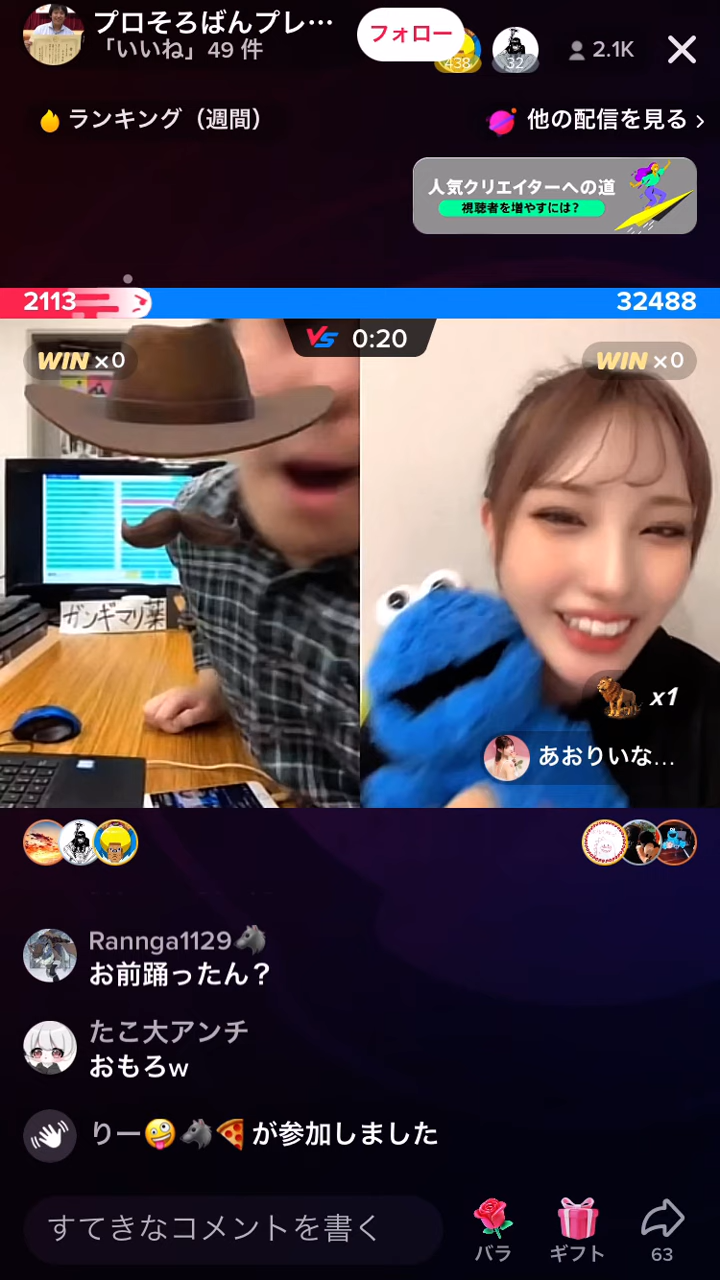 プロそろばんプレ…
「いいね」49 件
フォロー
438
32
2.1K
ランキング（週間）
他の配信を見る
人気クリエイターへの道
視聴者を増やすには？
2113
32488
VS 0:20
WIN x0
WIN x0
ガンギマリ葉
x1
あおりいな…
Rannga1129
お前踊ったん？
たこ大アンチ
おもろw
りー が参加しました
すてきなコメントを書く
バラ
ギフト
63